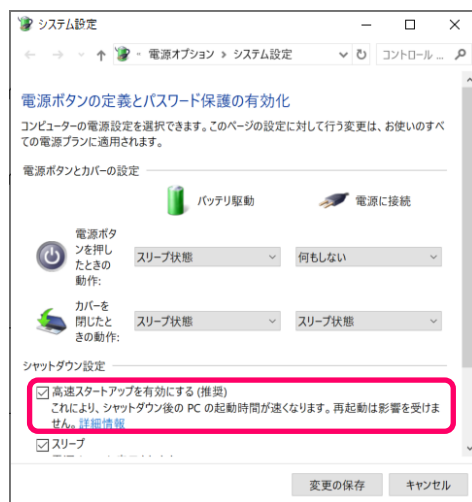 システム設定
電源オプション > システム設定
コントロール ...
電源ボタンの定義とパスワード保護の有効化
コンピューターの電源設定を選択できます。このページの設定に対して行う変更は、お使いのすべ
ての電源プランに適用されます。
電源ボタンとカバーの設定
バッテリ駆動
電源に接続
電源ボタ
ンを押し
たときの
動作:
スリープ状態
何もしない
カバーを
閉じたと
きの動作:
スリープ状態
スリープ状態
シャットダウン設定
高速スタートアップを有効にする (推奨)
これにより、シャットダウン後の PC の起動時間が速くなります。再起動は影響を受けま
せん。詳細情報
スリープ
変更の保存
キャンセル